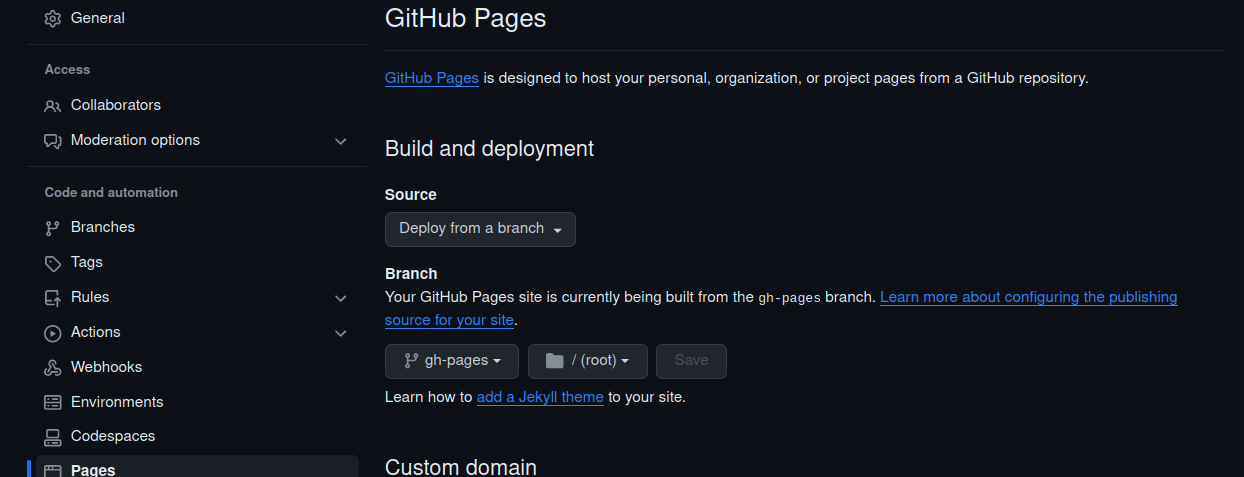 General
Access
Collaborators
Moderation options
Code and automation
Branches
Tags
Rules
Actions
Webhooks
Environments
Codespaces
Pages
GitHub Pages
GitHub Pages is designed to host your personal, organization, or project pages from a GitHub repository.
Build and deployment
Source
Deploy from a branch
Branch
Your GitHub Pages site is currently being built from the gh-pages branch. Learn more about configuring the publishing
source for your site.
gh-pages / (root) Save
Learn how to add a Jekyll theme to your site.
Custom domain